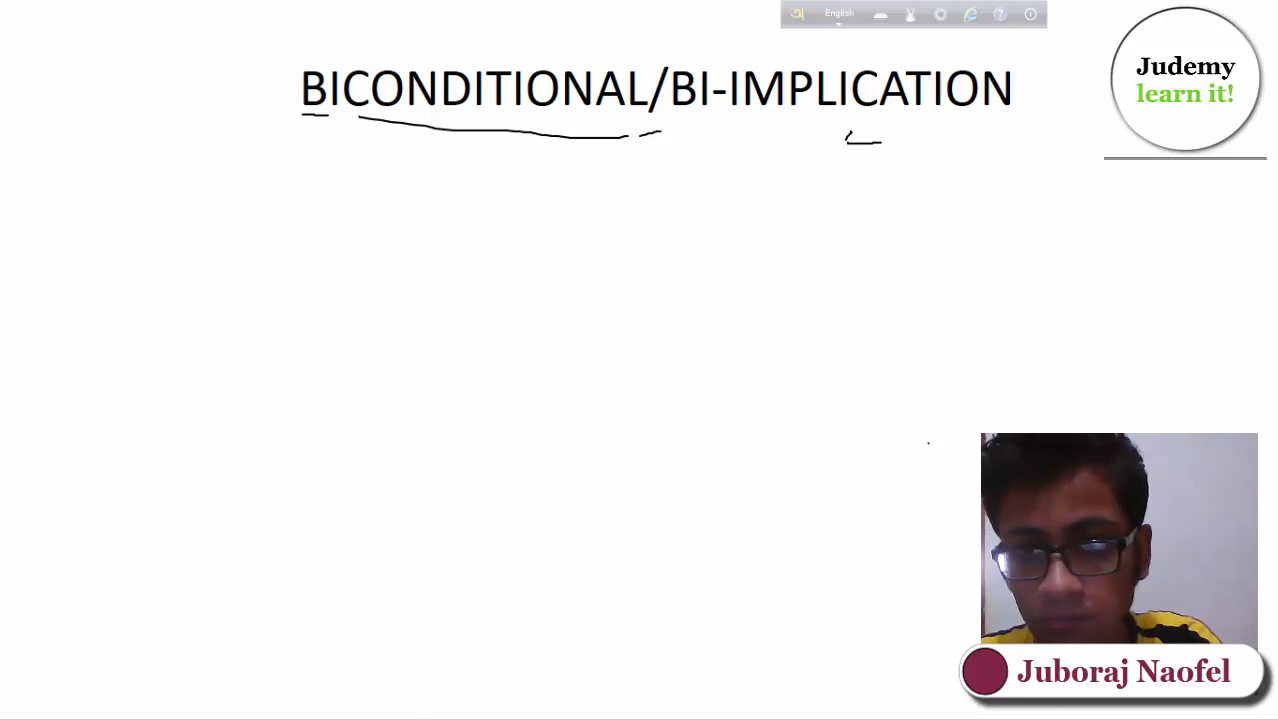 English
BICONDITIONAL/BI-IMPLICATION
Judemy
learn it!
Juboraj Naofel